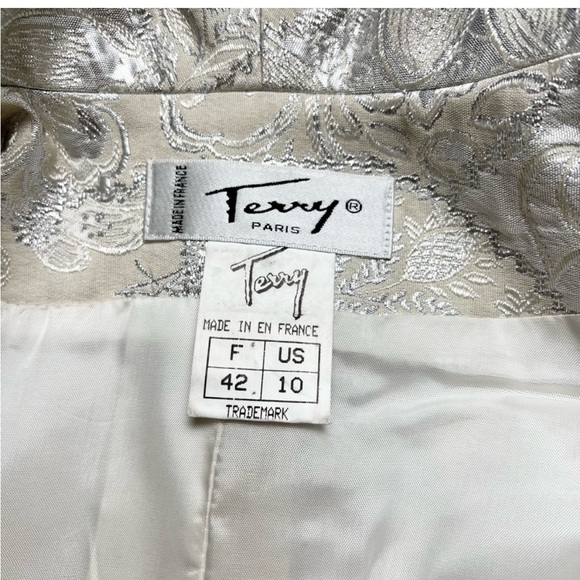 MADE IN FRANCE
Terry®
PARIS
Terry
MADE IN EN FRANCE
F US
42 10
TRADEMARK